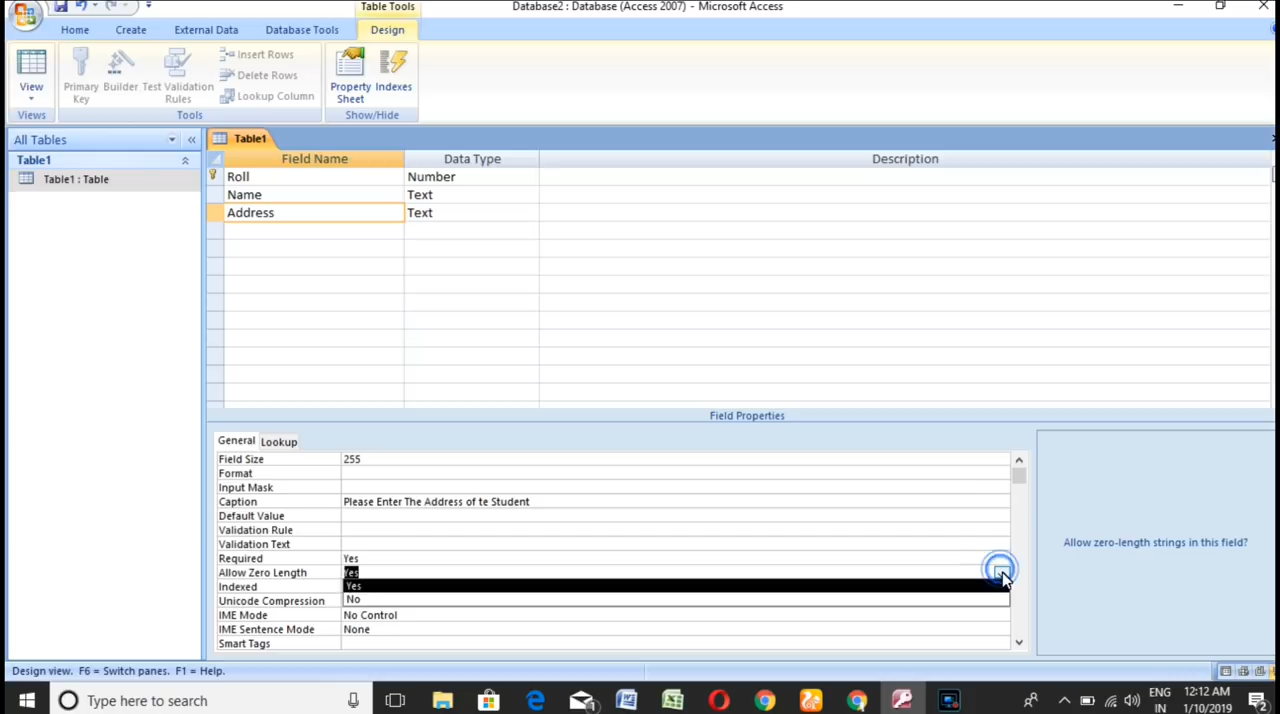 Table Tools
Database2 : Database (Access 2007) - Microsoft Access
Home Create External Data Database Tools Design
View
Primary Key
Builder
Test Validation Rules
Insert Rows
Delete Rows
Lookup Column
Property Sheet
Indexes
Views Tools Show/Hide
All Tables
Table1
Table1 : Table
Table1
Field Name Data Type Description
Roll Number
Name Text
Address Text
Field Properties
General Lookup
Field Size 255
Format
Input Mask
Caption Please Enter The Address of te Student
Default Value
Validation Rule
Validation Text
Required Yes
Allow Zero Length Yes
Indexed Yes
No
Unicode Compression
IME Mode No Control
IME Sentence Mode None
Smart Tags
Allow zero-length strings in this field?
Design view. F6 = Switch panes. F1 = Help.
Type here to search
1
ENG
IN
12:12 AM
1/10/2019
2